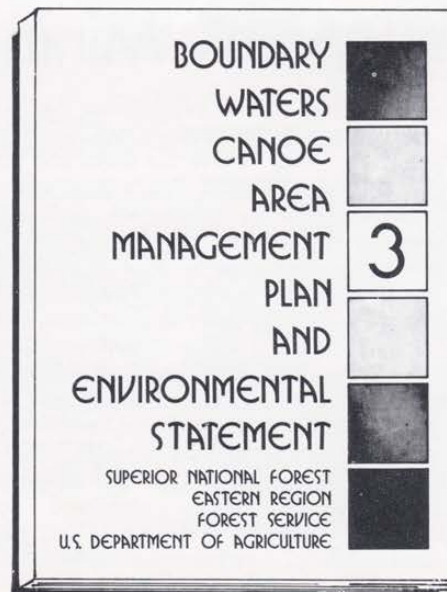 BOUNDARY
WATERS
CANOE
AREA
MANAGEMENT
PLAN
AND
ENVIRONMENTAL
STATEMENT
3
SUPERIOR NATIONAL FOREST
EASTERN REGION
FOREST SERVICE
U.S. DEPARTMENT OF AGRICULTURE